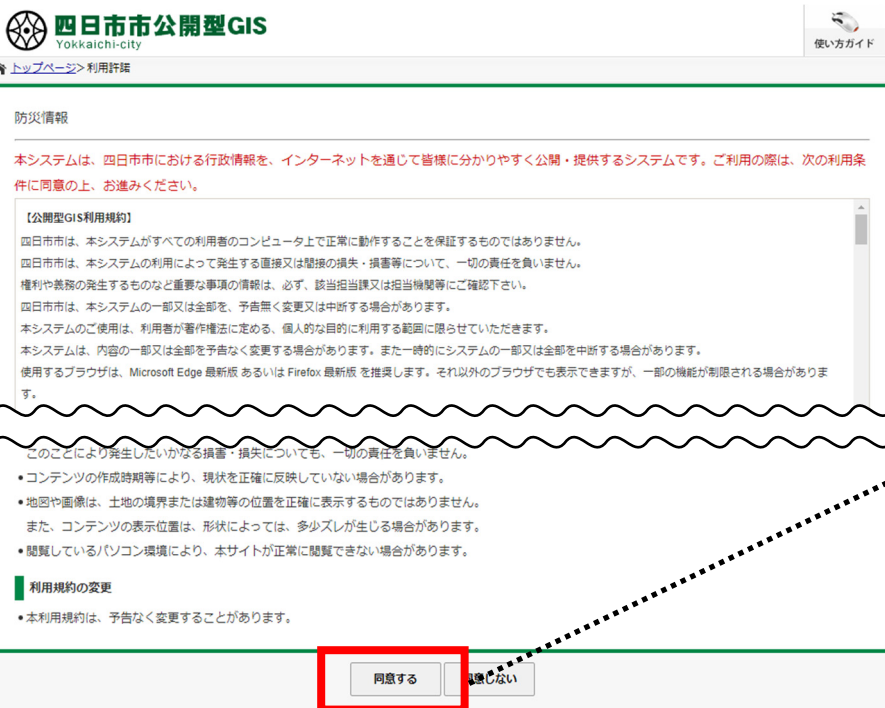 四日市市公開型GIS
Yokkaichi-city
使い方ガイド
トップページ>利用許諾
防災情報
本システムは、四日市市における行政情報を、インターネットを通じて皆様に分かりやすく公開・提供するシステムです。ご利用の際は、次の利用条
件に同意の上、お進みください。
【公開型GIS利用規約】
四日市市は、本システムがすべての利用者のコンピュータ上で正常に動作することを保証するものではありません。
四日市市は、本システムの利用によって発生する直接又は間接の損失・損害等について、一切の責任を負いません。
権利や義務の発生するものなど重要な事項の情報は、必ず、該当担当課又は担当機関等にご確認下さい。
四日市市は、本システムの一部又は全部を、予告無く変更又は中断する場合があります。
本システムのご使用は、利用者が著作権法に定める、個人的な目的に利用する範囲に限らせていただきます。
本システムは、内容の一部又は全部を予告なく変更する場合があります。また一時的にシステムの一部又は全部を中断する場合があります。
使用するブラウザは、Microsoft Edge 最新版 あるいは Firefox 最新版 を推奨します。それ以外のブラウザでも表示できますが、一部の機能が制限される場合がありま
す。
このことにより発生したいかなる損害・損失についても、一切の責任を負いません。
•コンテンツの作成時期等により、現状を正確に反映していない場合があります。
•地図や画像は、土地の境界または建物等の位置を正確に表示するものではありません。
また、コンテンツの表示位置は、形状によっては、多少ズレが生じる場合があります。
•閲覧しているパソコン環境により、本サイトが正常に閲覧できない場合があります。
利用規約の変更
•本利用規約は、予告なく変更することがあります。
同意する
同意しない